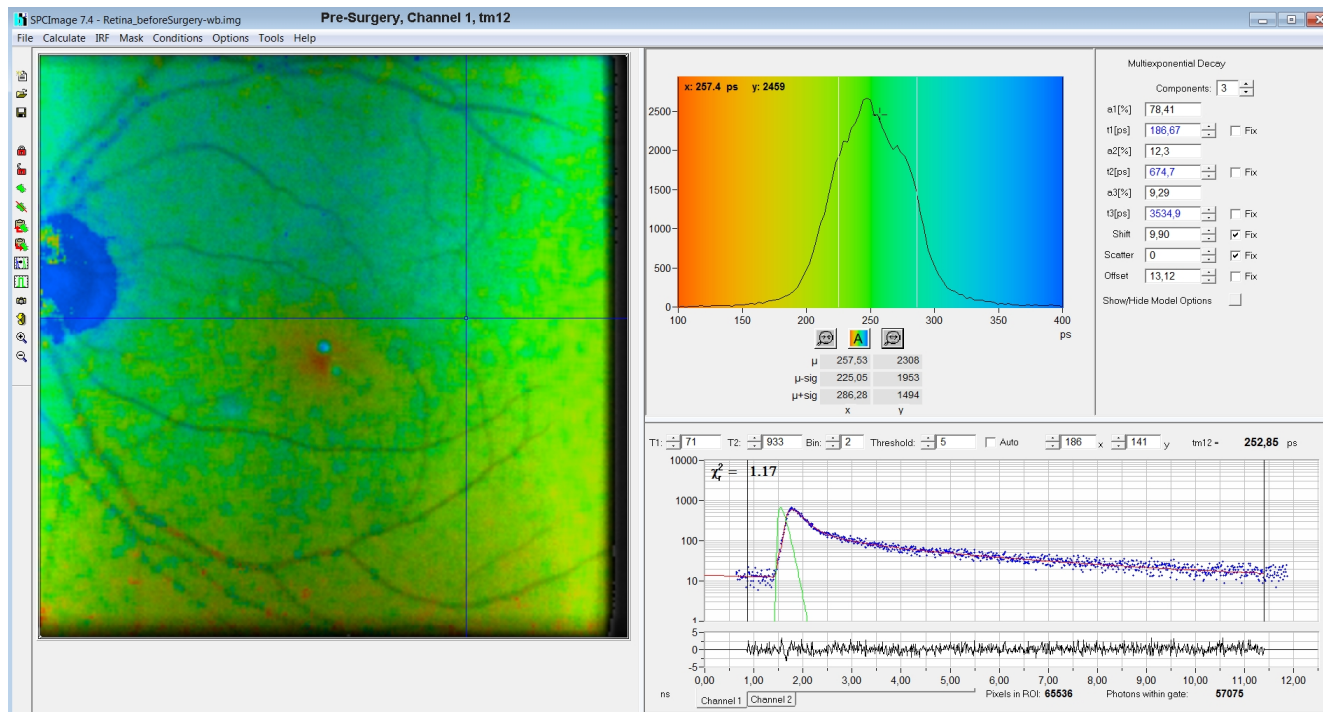 SPCImage 7.4 - Retina_beforeSurgery-wb.img
Pre-Surgery, Channel 1, tm12
File Calculate IRF Mask Conditions Options Tools Help
x: 257.4 ps y: 2459
2500
2000
1500
1000
500
0
100 150 200 250 300 350 400
ps
A
μ 257,53 2308
μ-sig 225,05 1953
μ+sig 286,28 1494
x y
Multiexponential Decay
Components: 3
a1[%] 78,41
t1[ps] 186,67 Fix
a2[%] 12,3
t2[ps] 674,7 Fix
a3[%] 9,29
t3[ps] 3534,9 Fix
Shift 9,90 Fix
Scatter 0 Fix
Offset 13,12 Fix
Show/Hide Model Options
T1: 71 T2: 933 Bin: 2 Threshold: 5 Auto 186 x 141 y tm12 = 252,85 ps
χ²r = 1.17
10000
1000
100
10
1
5
0
-5
0,00 1,00 2,00 3,00 4,00 5,00 6,00 7,00 8,00 9,00 10,00 11,00 12,00
ns
Channel 1 Channel 2
Pixels in ROI: 65536 Photons within gate: 57075